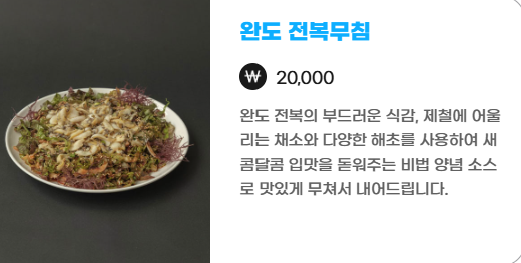 완도 전복무침
₩ 20,000
완도 전복의 부드러운 식감, 제철에 어울
리는 채소와 다양한 해초를 사용하여 새
콤달콤 입맛을 돋워주는 비법 양념 소스
로 맛있게 무쳐서 내어드립니다.